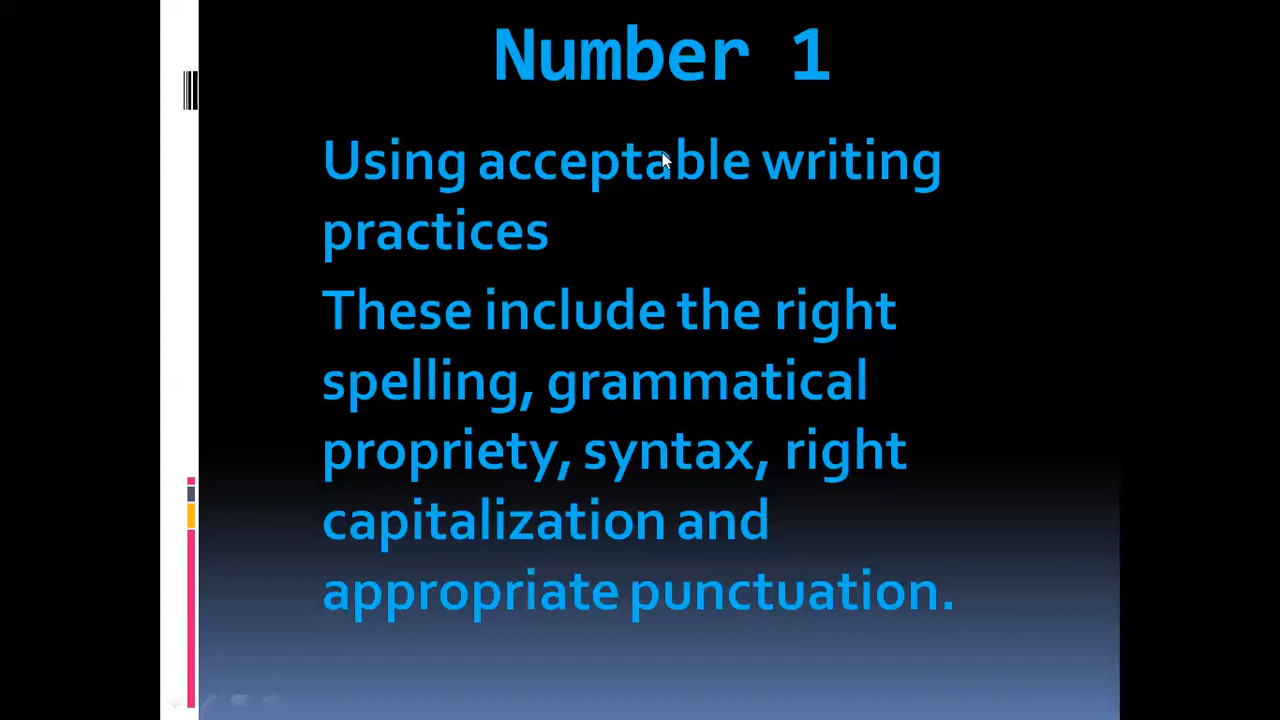 Number 1
Using acceptable writing
practices
These include the right
spelling, grammatical
propriety, syntax, right
capitalization and
appropriate punctuation.